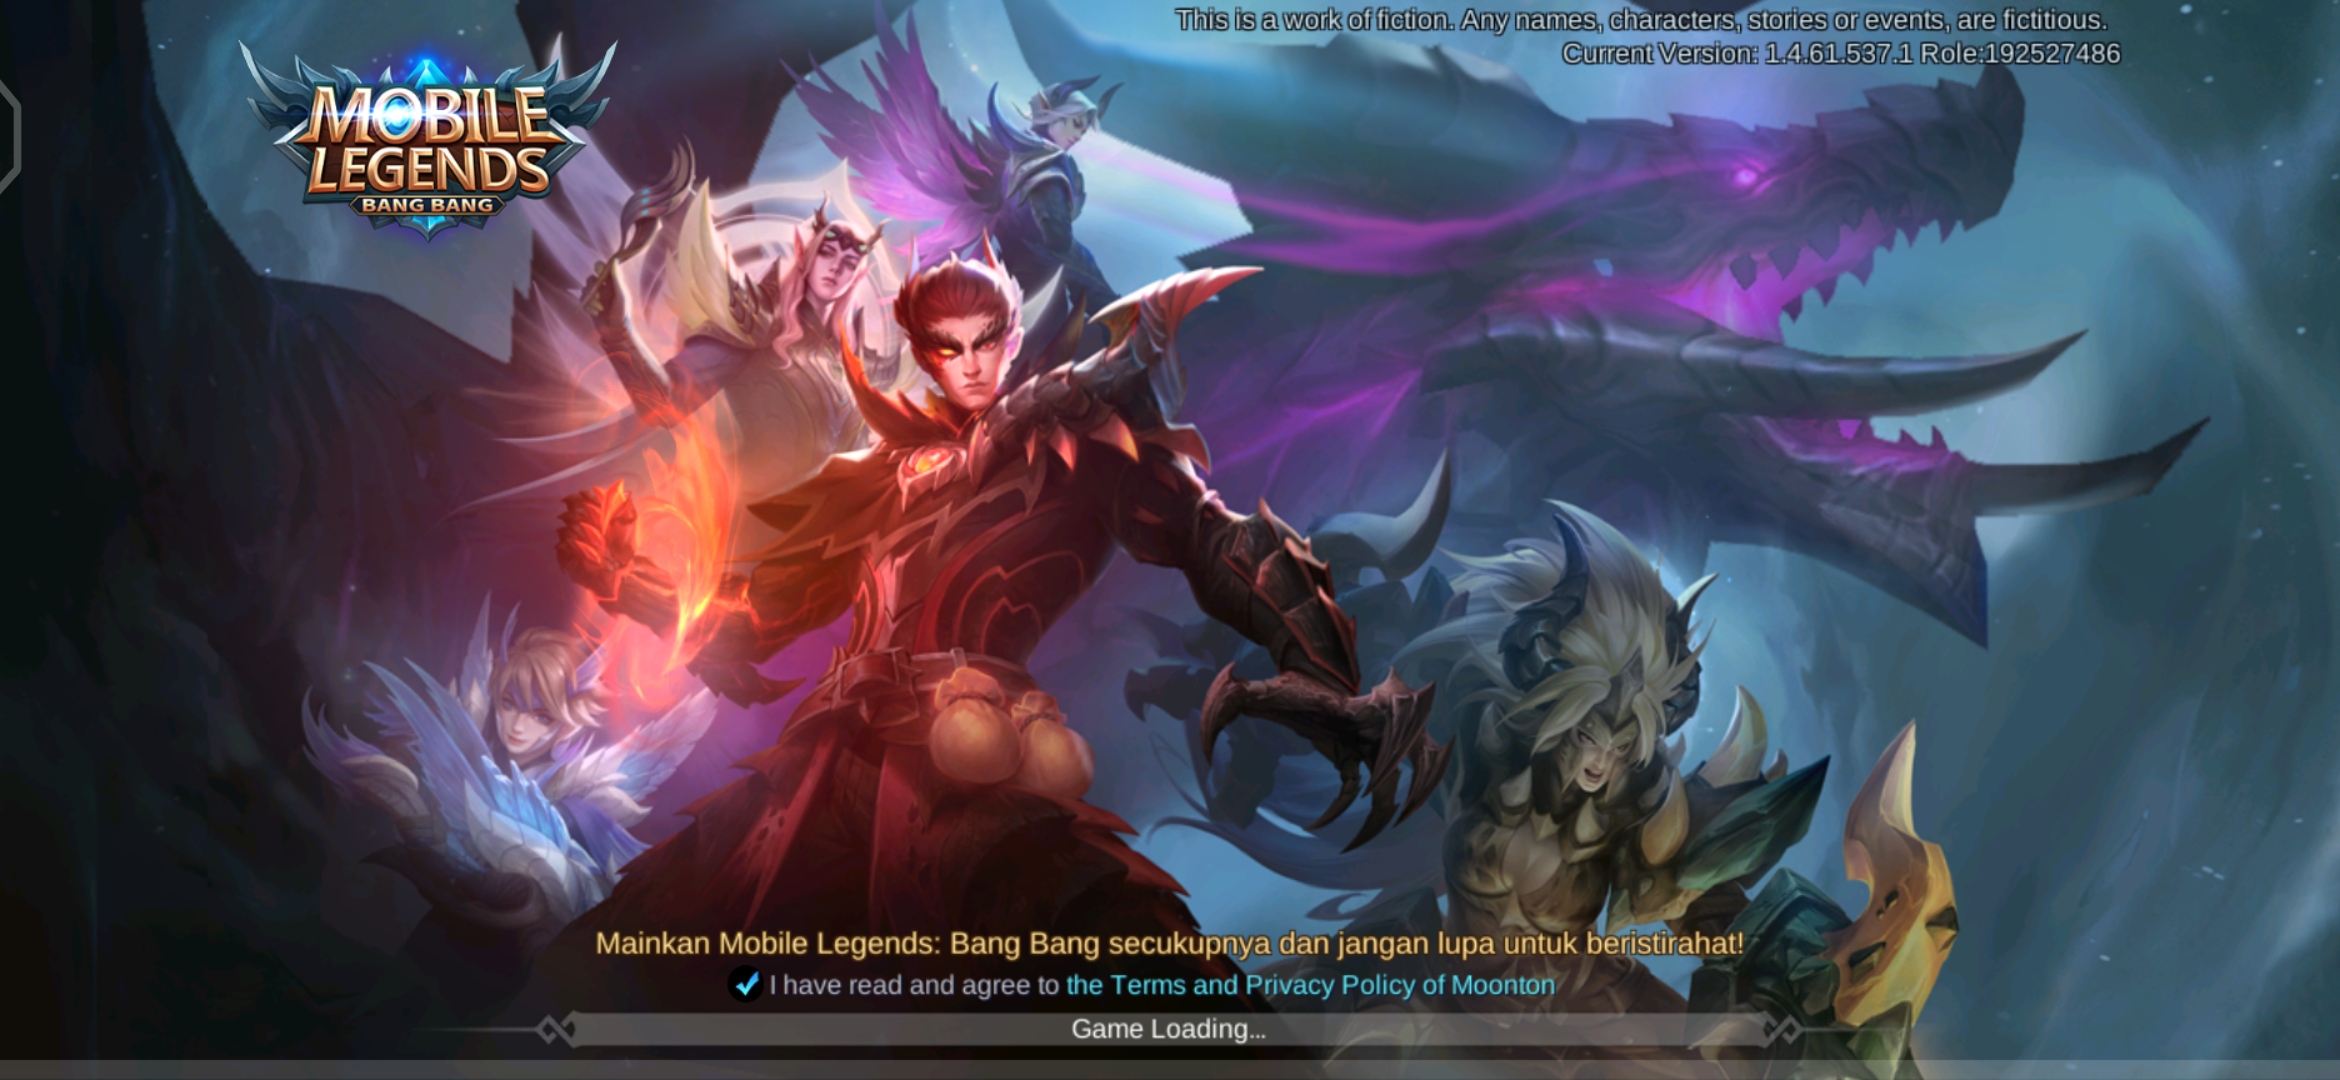 This is a work of fiction. Any names, characters, stories or events, are fictitious.
Current Version: 1.4.61.537.1 Role:192527486
MOBILE
LEGENDS
BANG BANG
Mainkan Mobile Legends: Bang Bang secukupnya dan jangan lupa untuk beristirahat!
I have read and agree to the Terms and Privacy Policy of Moonton
Game Loading...